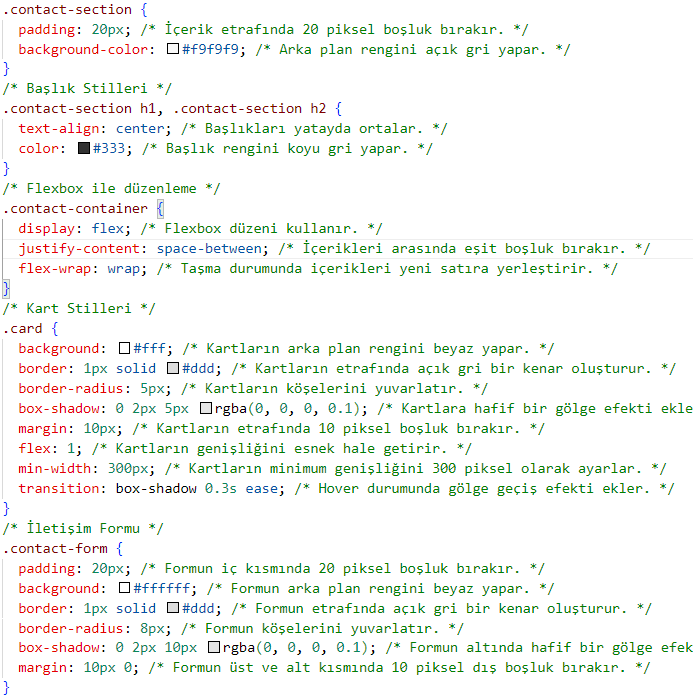 .contact-section {
  padding: 20px; /* İçerik etrafında 20 piksel boşluk bırakır. */
  background-color: #f9f9f9; /* Arka plan rengini açık gri yapar. */
}
/* Başlık Stilleri */
.contact-section h1, .contact-section h2 {
  text-align: center; /* Başlıkları yatayda ortalar. */
  color: #333; /* Başlık rengini koyu gri yapar. */
}
/* Flexbox ile düzenleme */
.contact-container {
  display: flex; /* Flexbox düzeni kullanır. */
  justify-content: space-between; /* İçerikleri arasında eşit boşluk bırakır. */
  flex-wrap: wrap; /* Taşma durumunda içerikleri yeni satıra yerleştirir. */
}
/* Kart Stilleri */
.card {
  background: #fff; /* Kartların arka plan rengini beyaz yapar. */
  border: 1px solid #ddd; /* Kartların etrafında açık gri bir kenar oluşturur. */
  border-radius: 5px; /* Kartların köşelerini yuvarlatır. */
  box-shadow: 0 2px 5px rgba(0, 0, 0, 0.1); /* Kartlara hafif bir gölge efekti ekle
  margin: 10px; /* Kartların etrafında 10 piksel boşluk bırakır. */
  flex: 1; /* Kartların genişliğini esnek hale getirir. */
  min-width: 300px; /* Kartların minimum genişliğini 300 piksel olarak ayarlar. */
  transition: box-shadow 0.3s ease; /* Hover durumunda gölge geçiş efekti ekler. */
}
/* İletişim Formu */
.contact-form {
  padding: 20px; /* Formun iç kısmında 20 piksel boşluk bırakır. */
  background: #ffffff; /* Formun arka plan rengini beyaz yapar. */
  border: 1px solid #ddd; /* Formun etrafında açık gri bir kenar oluşturur. */
  border-radius: 8px; /* Formun köşelerini yuvarlatır. */
  box-shadow: 0 2px 10px rgba(0, 0, 0, 0.1); /* Formun altında hafif bir gölge efek
  margin: 10px 0; /* Formun üst ve alt kısmında 10 piksel dış boşluk bırakır. */
}